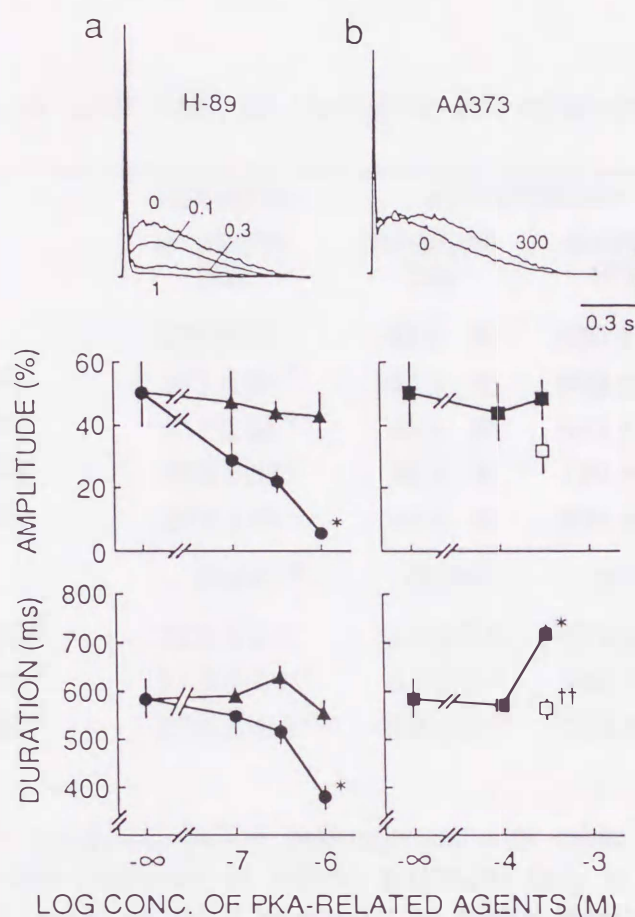 a b
H-89 AA373
0 0.1 0.3 1
0 300
0.3 s
AMPLITUDE (%)
60
40
20
0
*
DURATION (ms)
800
700
600
500
400
*
*
††
-∞ -7 -6 -∞ -4 -3
LOG CONC. OF PKA-RELATED AGENTS (M)